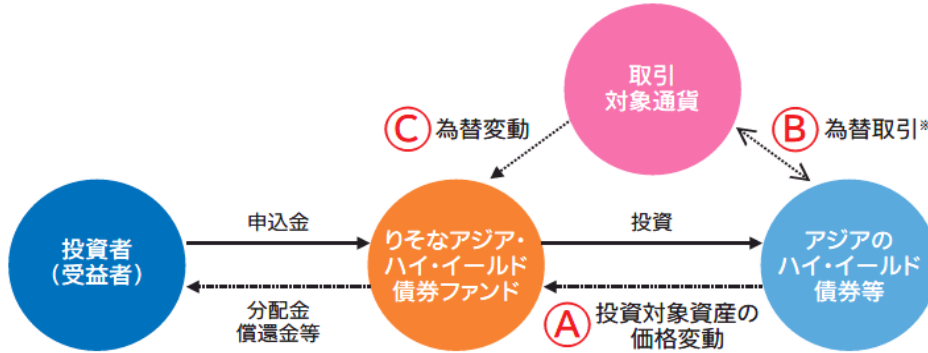 取引
対象通貨
Ⓒ 為替変動
Ⓑ 為替取引※
投資者
（受益者）
申込金
りそなアジア・
ハイ・イールド
債券ファンド
投資
アジアの
ハイ・イールド
債券等
分配金
償還金等
Ⓐ 投資対象資産の
価格変動